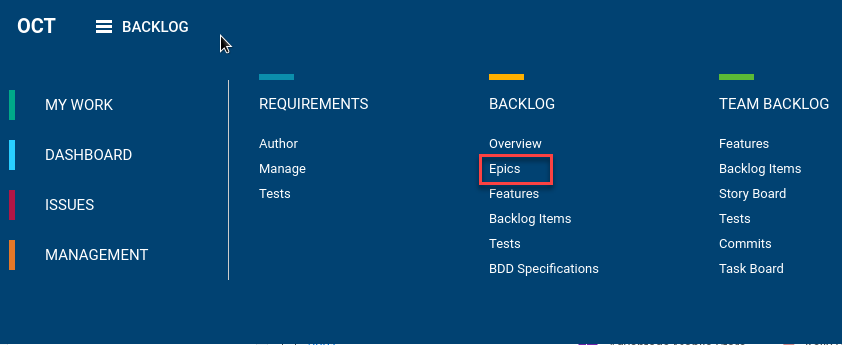 OCT
BACKLOG
MY WORK
DASHBOARD
ISSUES
MANAGEMENT
REQUIREMENTS
Author
Manage
Tests
BACKLOG
Overview
Epics
Features
Backlog Items
Tests
BDD Specifications
TEAM BACKLOG
Features
Backlog Items
Story Board
Tests
Commits
Task Board